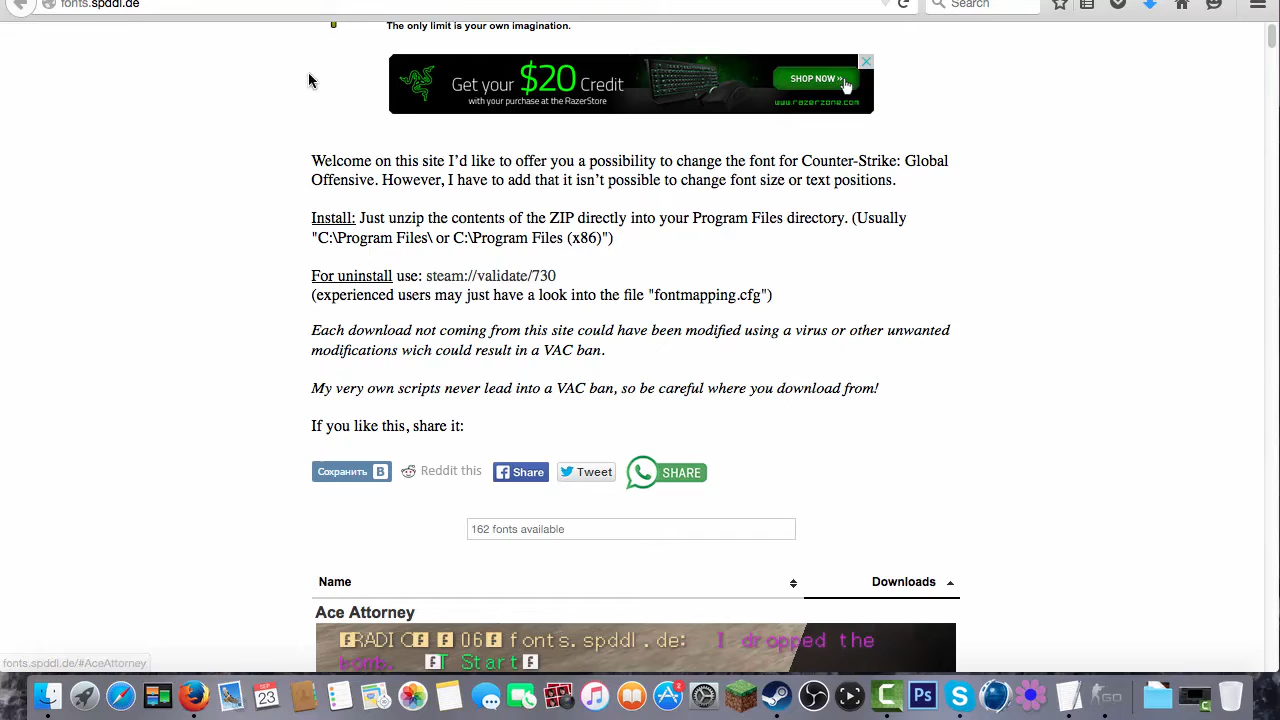 fonts.spddl.de
Search
The only limit is your own imagination.
Get your $20 Credit
with your purchase at the RazerStore
SHOP NOW »
www.razerzone.com
Welcome on this site I'd like to offer you a possibility to change the font for Counter-Strike: Global
Offensive. However, I have to add that it isn't possible to change font size or text positions.
Install: Just unzip the contents of the ZIP directly into your Program Files directory. (Usually
"C:\Program Files\ or C:\Program Files (x86)")
For uninstall use: steam://validate/730
(experienced users may just have a look into the file "fontmapping.cfg")
Each download not coming from this site could have been modified using a virus or other unwanted
modifications wich could result in a VAC ban.
My very own scripts never lead into a VAC ban, so be careful where you download from!
If you like this, share it:
Сохранить B Reddit this Share Tweet SHARE
162 fonts available
Name Downloads
Ace Attorney
RADIO 06 fonts.spddl.de: I dropped the
bomb. T Start
fonts.spddl.de/#AceAttorney
SEP
23
2
Ps
GO